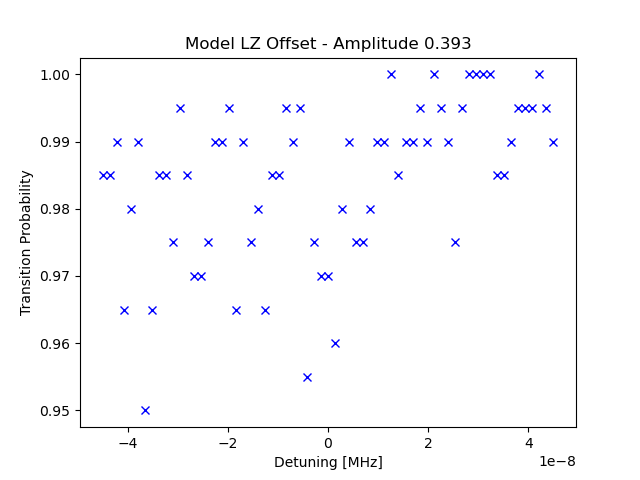 Model LZ Offset - Amplitude 0.393
1.00
0.99
0.98
0.97
0.96
0.95
Transition Probability
−4
−2
0
2
4
1e−8
Detuning [MHz]